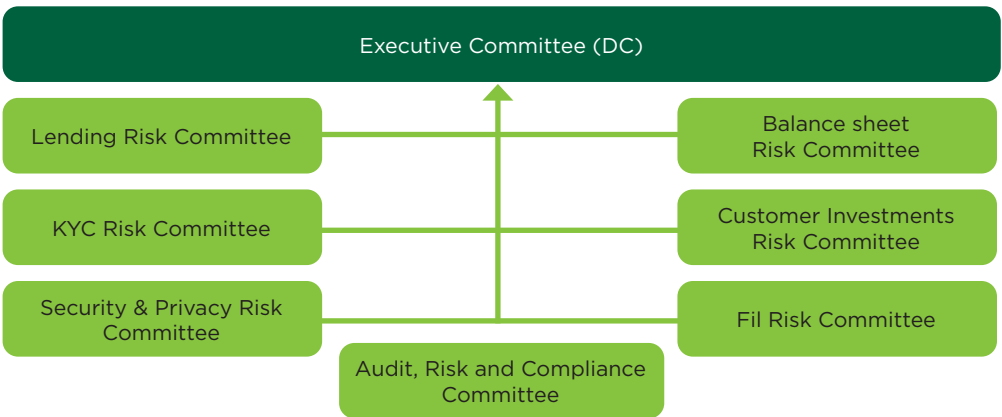 Executive Committee (DC)
Lending Risk Committee
Balance sheet
Risk Committee
KYC Risk Committee
Customer Investments
Risk Committee
Security & Privacy Risk
Committee
Fil Risk Committee
Audit, Risk and Compliance
Committee